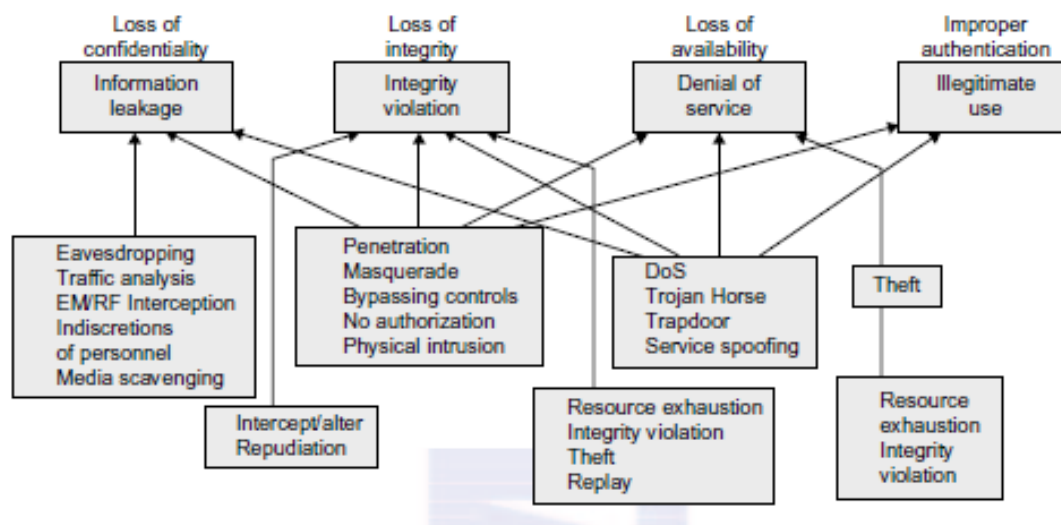 Loss of
confidentiality
Loss of
integrity
Loss of
availability
Improper
authentication
Information
leakage
Integrity
violation
Denial of
service
Illegitimate
use
Eavesdropping
Traffic analysis
EM/RF Interception
Indiscretions
of personnel
Media scavenging
Penetration
Masquerade
Bypassing controls
No authorization
Physical intrusion
DoS
Trojan Horse
Trapdoor
Service spoofing
Theft
Intercept/alter
Repudiation
Resource exhaustion
Integrity violation
Theft
Replay
Resource
exhaustion
Integrity
violation